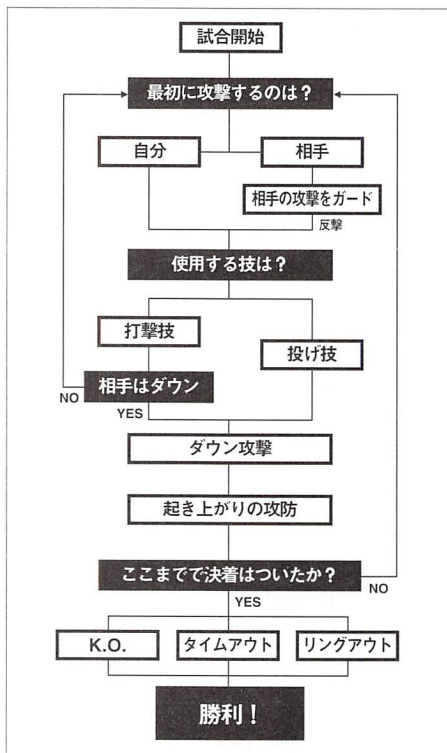 試合開始
最初に攻撃するのは？
自分
相手
相手の攻撃をガード
反撃
使用する技は？
打撃技
投げ技
相手はダウン
NO
YES
ダウン攻撃
起き上がりの攻防
ここまでで決着はついたか？
NO
YES
K.O.
タイムアウト
リングアウト
勝利！